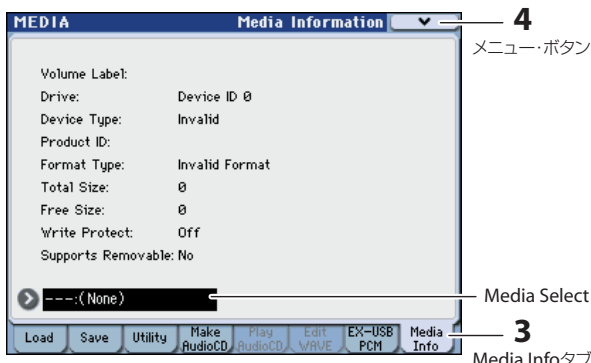 MEDIA Media Information
4
メニュー・ボタン
Volume Label:
Drive: Device ID 0
Device Type: Invalid
Product ID:
Format Type: Invalid Format
Total Size: 0
Free Size: 0
Write Protect: Off
Supports Removable: No
---:(None)
Media Select
Load Save Utility Make AudioCD Play AudioCD Edit WAVE EX-USB PCM Media Info
3
Media Infoタブ